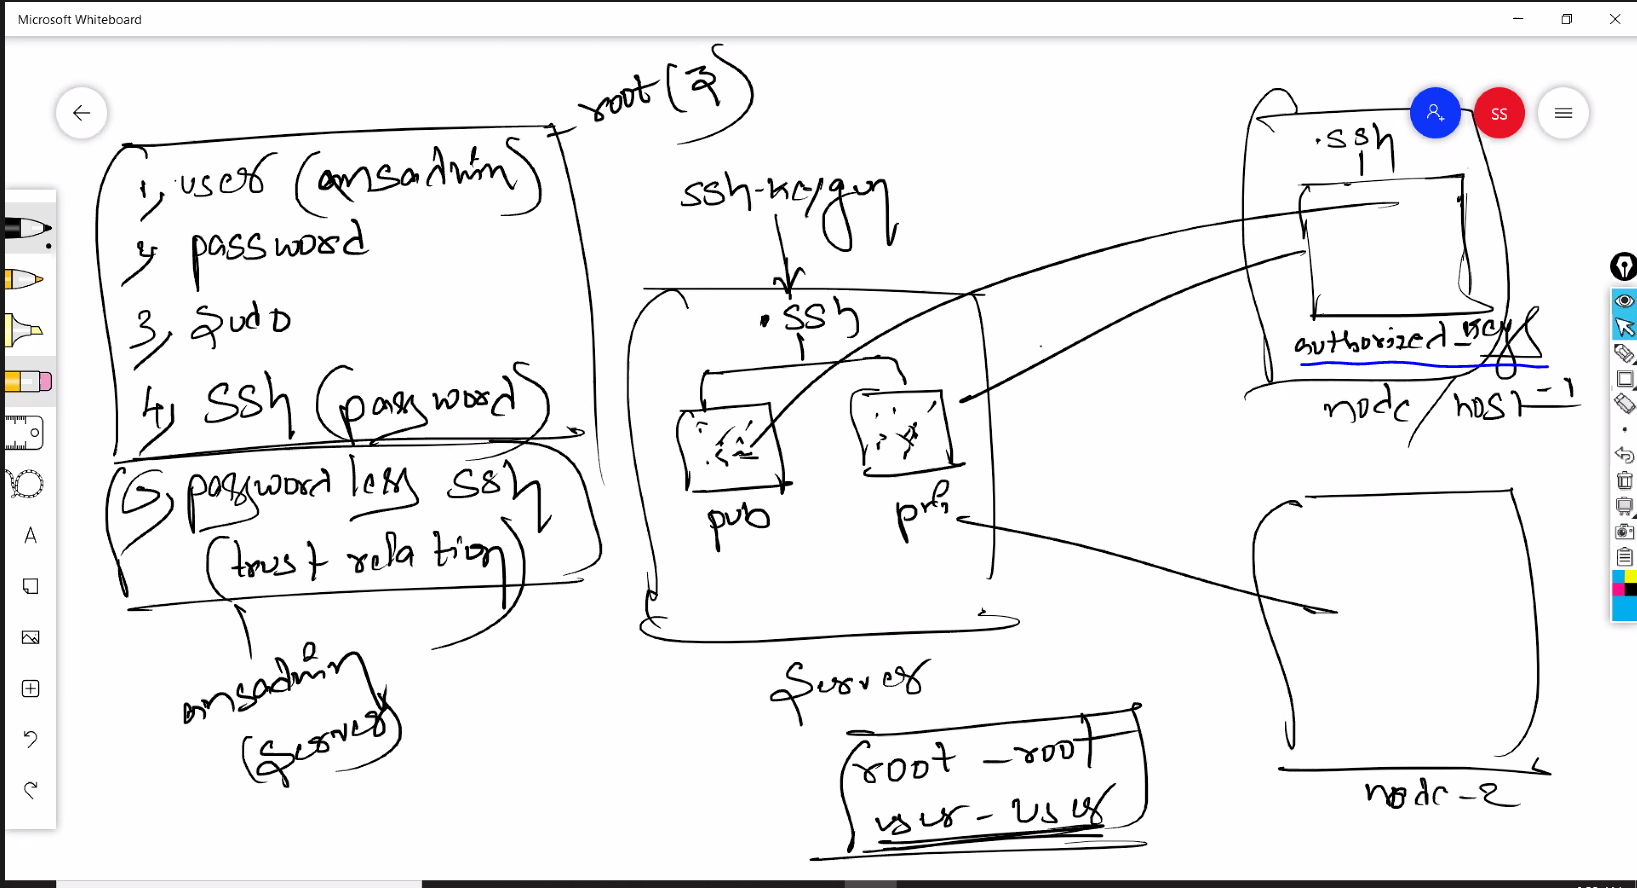 Microsoft Whiteboard
root (3)
SS
1, user (ansadmin)
2, password
3, sudo
4, ssh (password)
5, password less ssh
(trust relation)
ansadmin
(Server)
ssh-keygen
.ssh
pub
pri
Server
root - root
user - user
.ssh
authorized_keys
node / host-1
node-2